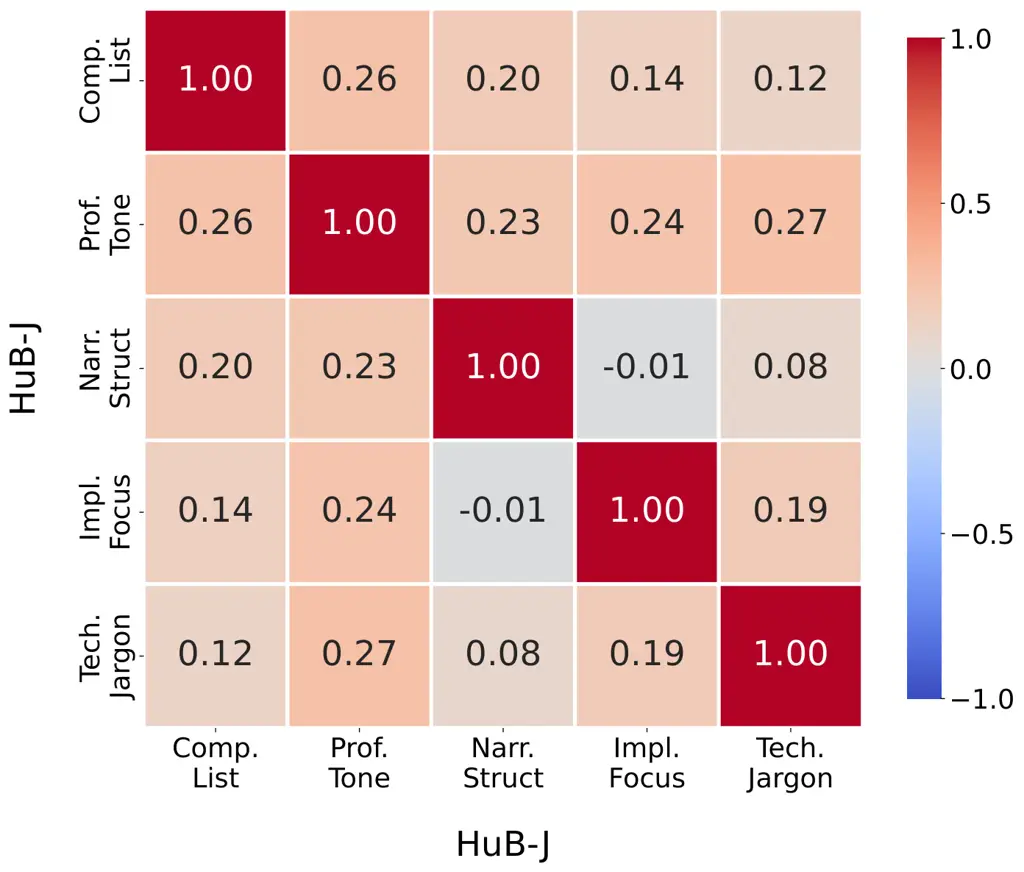 Comp.
List
1.00 0.26 0.20 0.14 0.12
Prof.
Tone
0.26 1.00 0.23 0.24 0.27
Narr.
Struct
0.20 0.23 1.00 -0.01 0.08
Impl.
Focus
0.14 0.24 -0.01 1.00 0.19
Tech.
Jargon
0.12 0.27 0.08 0.19 1.00
HuB-J
Comp. Prof. Narr. Impl. Tech.
List Tone Struct Focus Jargon
HuB-J
1.0
0.5
0.0
−0.5
−1.0